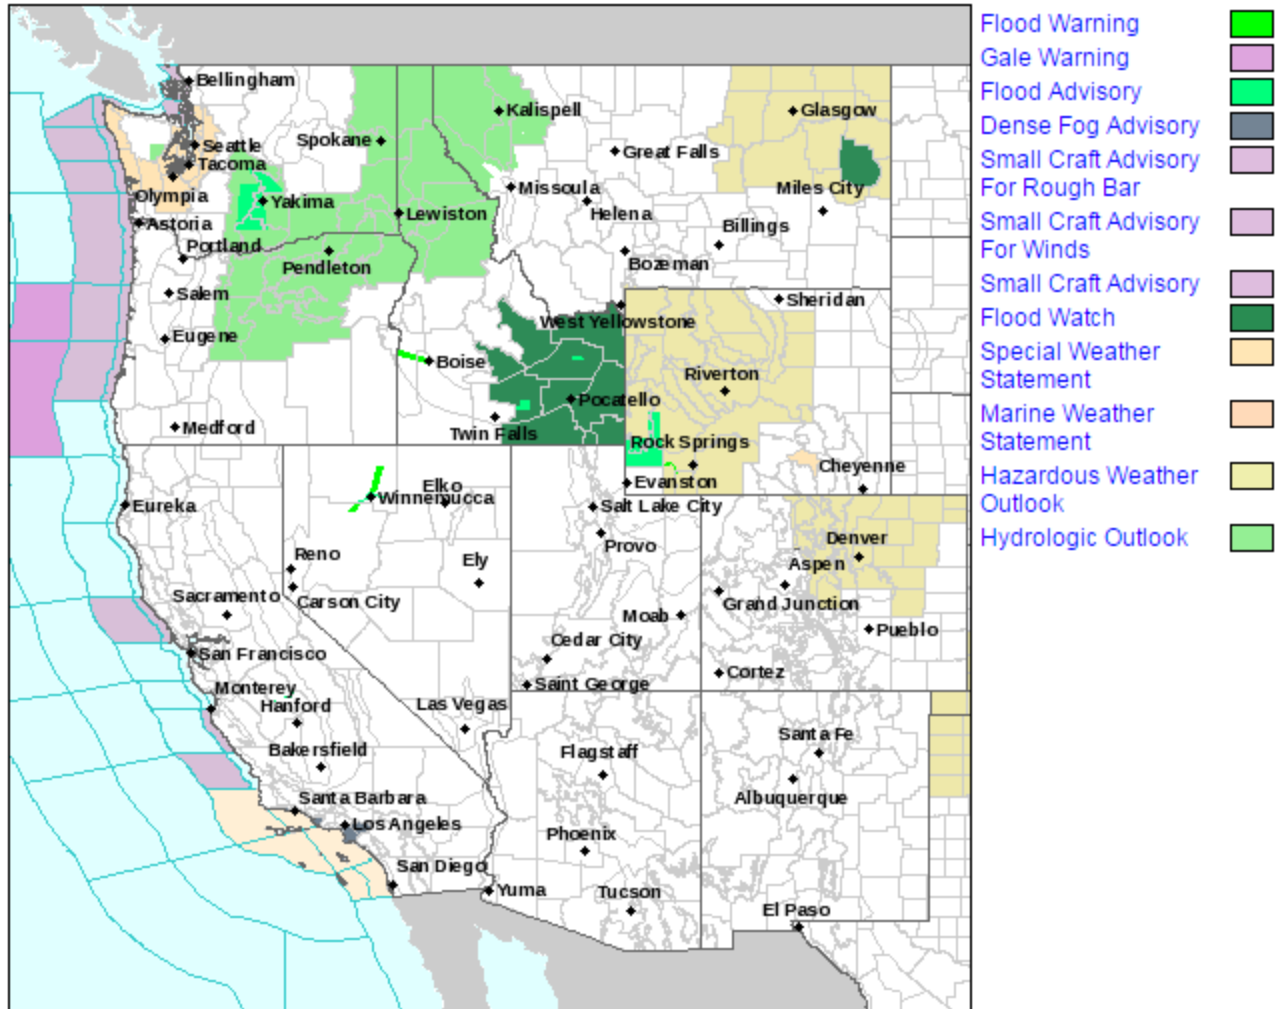 Bellingham
Kalispell
Glasgow
Spokane
Seattle
Great Falls
Tacoma
Missoula
Miles City
Olympia
Yakima
Lewiston
Helena
Astoria
Billings
Portland
Pendleton
Bozeman
Salem
Sheridan
West Yellowstone
Eugene
Boise
Riverton
Pocatello
Medford
Twin Falls
Rock Springs
Cheyenne
Evanston
Elko
Winnemucca
Eureka
Salt Lake City
Denver
Provo
Reno
Ely
Aspen
Sacramento
Carson City
Grand Junction
Moab
Pueblo
Cedar City
San Francisco
Cortez
Monterey
Saint George
Hanford
Las Vegas
Santa Fe
Bakersfield
Flagstaff
Santa Barbara
Albuquerque
Los Angeles
Phoenix
San Diego
Yuma
Tucson
El Paso
Flood Warning
Gale Warning
Flood Advisory
Dense Fog Advisory
Small Craft Advisory
For Rough Bar
Small Craft Advisory
For Winds
Small Craft Advisory
Flood Watch
Special Weather
Statement
Marine Weather
Statement
Hazardous Weather
Outlook
Hydrologic Outlook